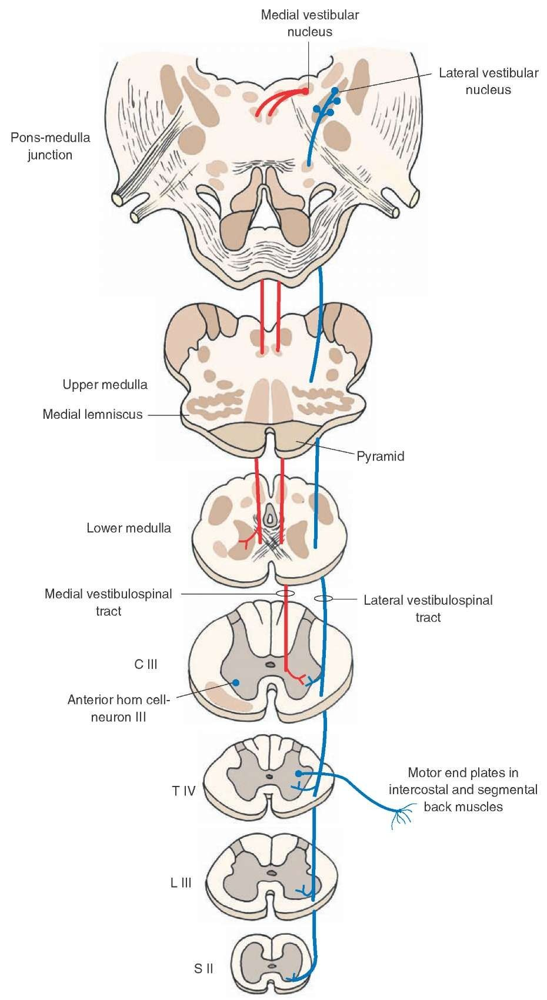 Medial vestibular
nucleus
Lateral vestibular
nucleus
Pons-medulla
junction
Upper medulla
Medial lemniscus
Pyramid
Lower medulla
Medial vestibulospinal
tract
Lateral vestibulospinal
tract
C III
Anterior horn cell-
neuron III
T IV
Motor end plates in
intercostal and segmental
back muscles
L III
S II